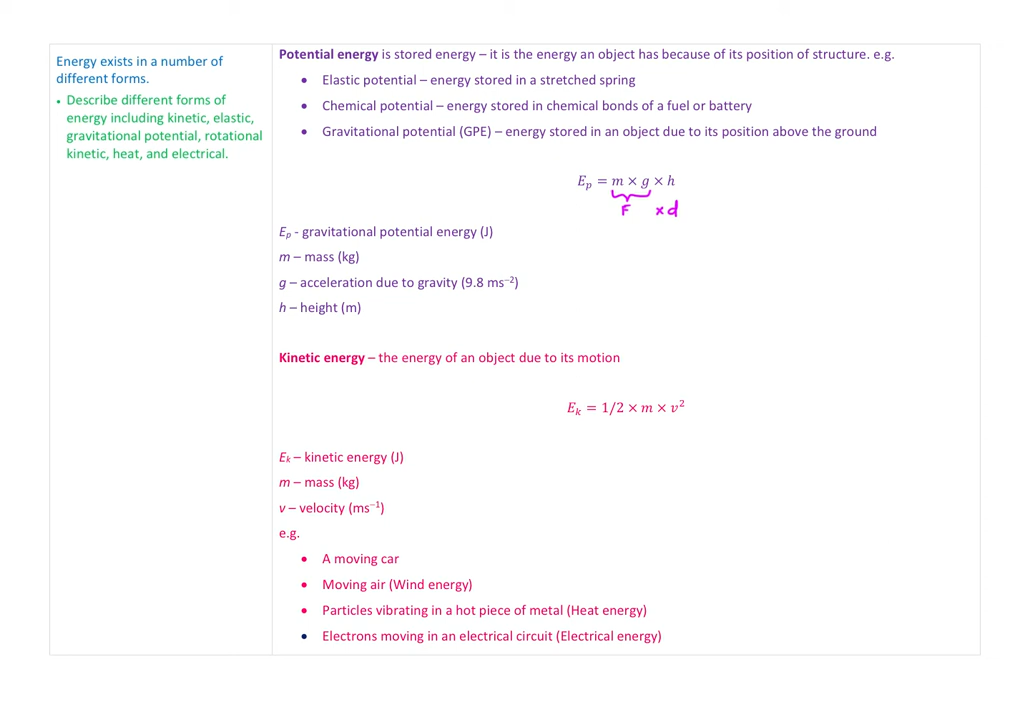 Energy exists in a number of
different forms.
• Describe different forms of
energy including kinetic, elastic,
gravitational potential, rotational
kinetic, heat, and electrical.
Potential energy is stored energy – it is the energy an object has because of its position of structure. e.g.
• Elastic potential – energy stored in a stretched spring
• Chemical potential – energy stored in chemical bonds of a fuel or battery
• Gravitational potential (GPE) – energy stored in an object due to its position above the ground
Eₚ = m × g × h
F × d
Eₚ - gravitational potential energy (J)
m – mass (kg)
g – acceleration due to gravity (9.8 ms⁻²)
h – height (m)
Kinetic energy – the energy of an object due to its motion
Eₖ = 1/2 × m × v²
Eₖ – kinetic energy (J)
m – mass (kg)
v – velocity (ms⁻¹)
e.g.
• A moving car
• Moving air (Wind energy)
• Particles vibrating in a hot piece of metal (Heat energy)
• Electrons moving in an electrical circuit (Electrical energy)